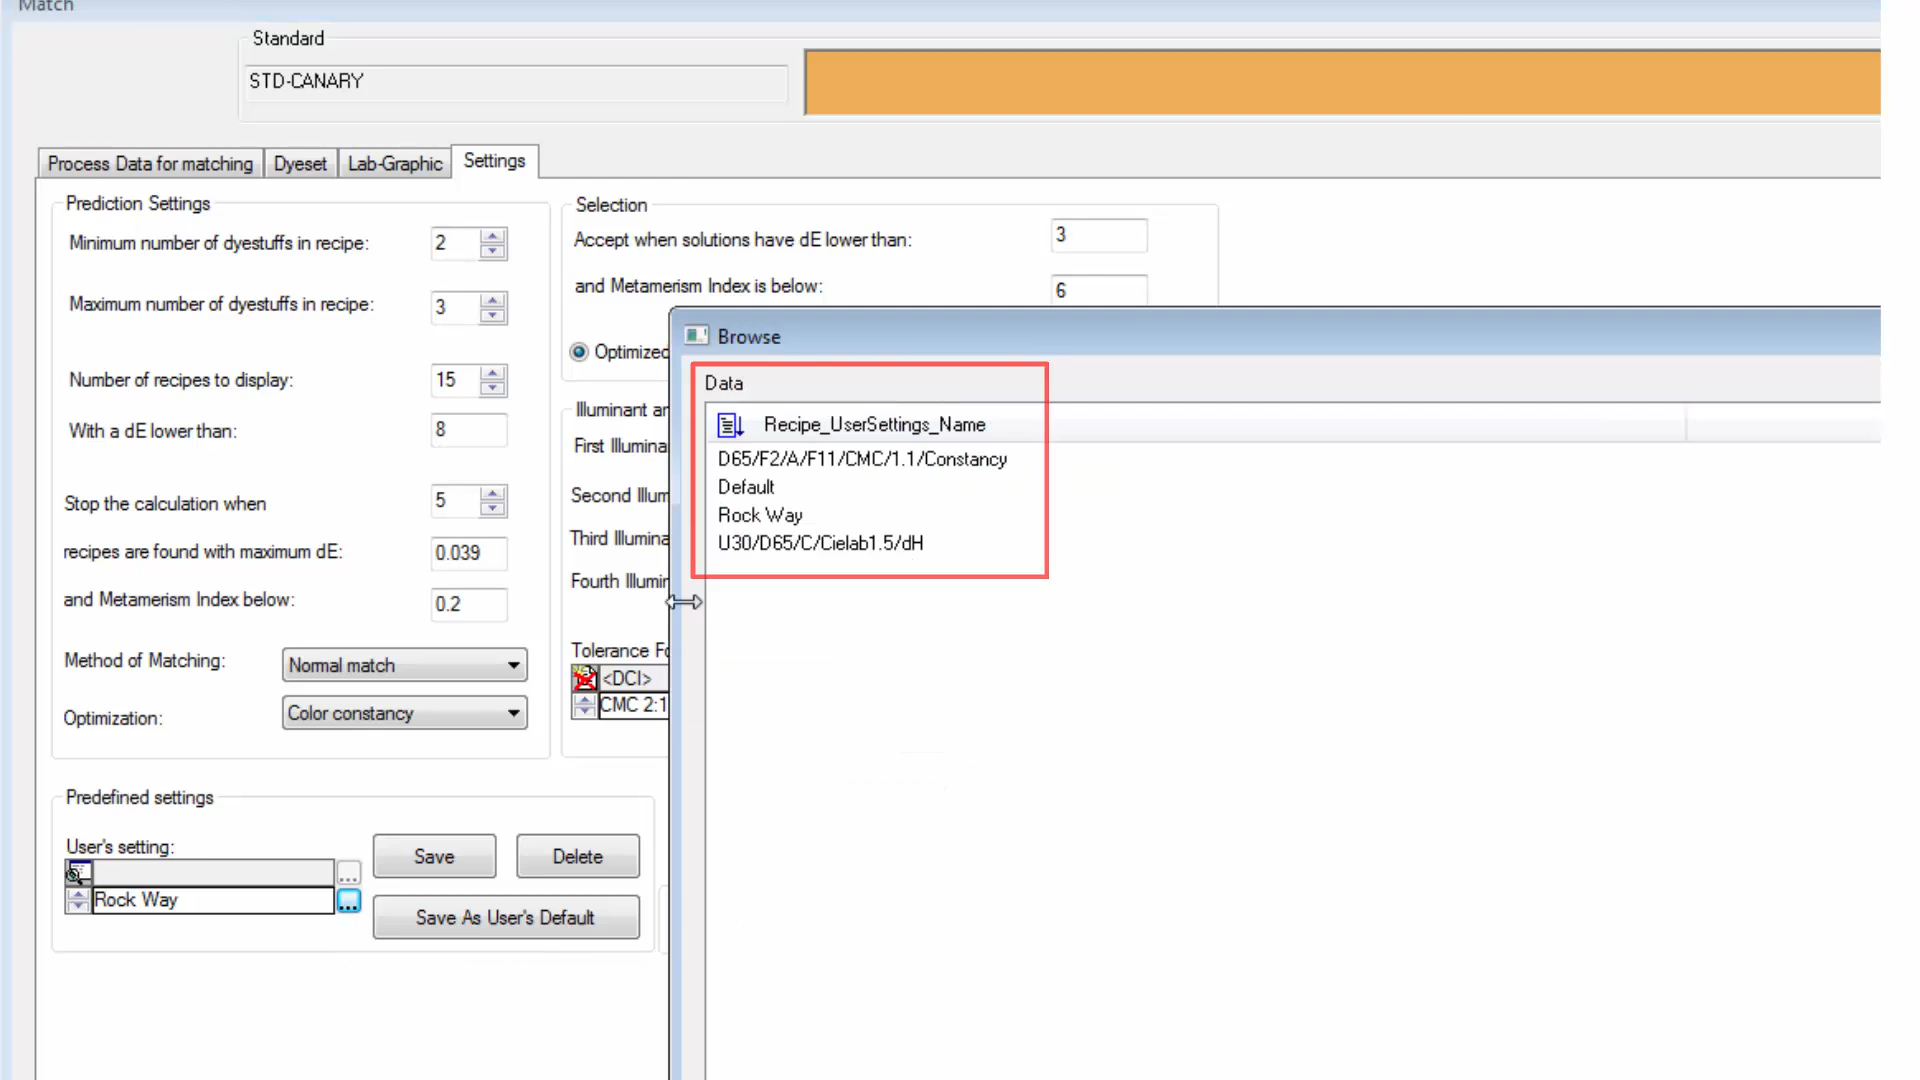 Match
Standard
STD-CANARY
Process Data for matching
Dyeset
Lab-Graphic
Settings
Prediction Settings
Minimum number of dyestuffs in recipe:
2
Maximum number of dyestuffs in recipe:
3
Number of recipes to display:
15
With a dE lower than:
8
Stop the calculation when
5
recipes are found with maximum dE:
0.039
and Metamerism Index below:
0.2
Method of Matching:
Normal match
Optimization:
Color constancy
Selection
Accept when solutions have dE lower than:
3
and Metamerism Index is below:
6
Optimized
Illuminant
First
Second
Third
Fourth
Tolerance
<DCI>
CMC 2:1
Browse
Data
Recipe_UserSettings_Name
D65/F2/A/F11/CMC/1.1/Constancy
Default
Rock Way
U30/D65/C/Cielab1.5/dH
Predefined settings
User's setting:
...
Rock Way
...
Save
Delete
Save As User's Default